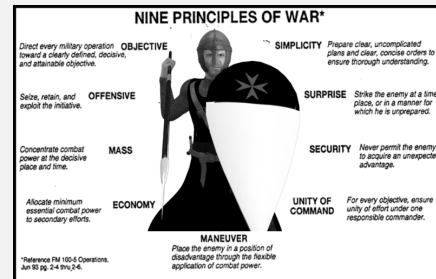 NINE PRINCIPLES OF WAR*
Direct every military operation
toward a clearly defined, decisive,
and attainable objective.
OBJECTIVE
SIMPLICITY
Prepare clear, uncomplicated
plans and clear, concise orders to
ensure thorough understanding.
Seize, retain, and
exploit the initiative.
OFFENSIVE
SURPRISE
Strike the enemy at a time
place, or in a manner for
which he is unprepared.
Concentrate combat
power at the decisive
place and time.
MASS
SECURITY
Never permit the enemy
to acquire an unexpecte
advantage.
Allocate minimum
essential combat power
to secondary efforts.
ECONOMY
UNITY OF
COMMAND
For every objective, ensure
unity of effort under one
responsible commander.
MANEUVER
Place the enemy in a position of
disadvantage through the flexible
application of combat power.
*Reference FM 100-5 Operations,
Jun 93 pg. 2-4 thru 2-6.